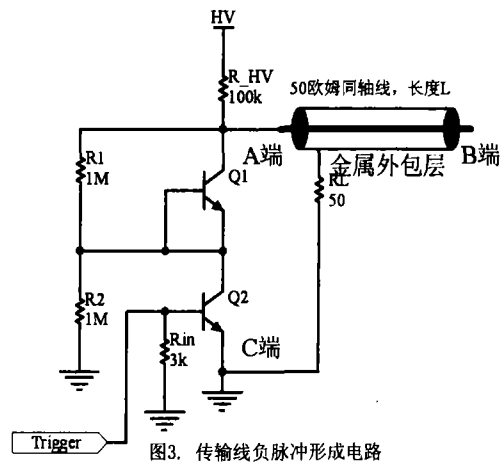 HV
R_HV
100k
50欧姆同轴线，长度L
A端
B端
金属外包层
R1
1M
Q1
RL
50
R2
1M
Q2
Rin
3k
C端
Trigger
图3. 传输线负脉冲形成电路